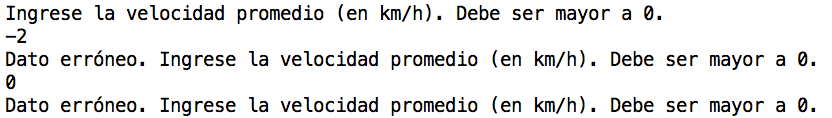 Ingrese la velocidad promedio (en km/h). Debe ser mayor a 0.
-2
Dato erróneo. Ingrese la velocidad promedio (en km/h). Debe ser mayor a 0.
0
Dato erróneo. Ingrese la velocidad promedio (en km/h). Debe ser mayor a 0.